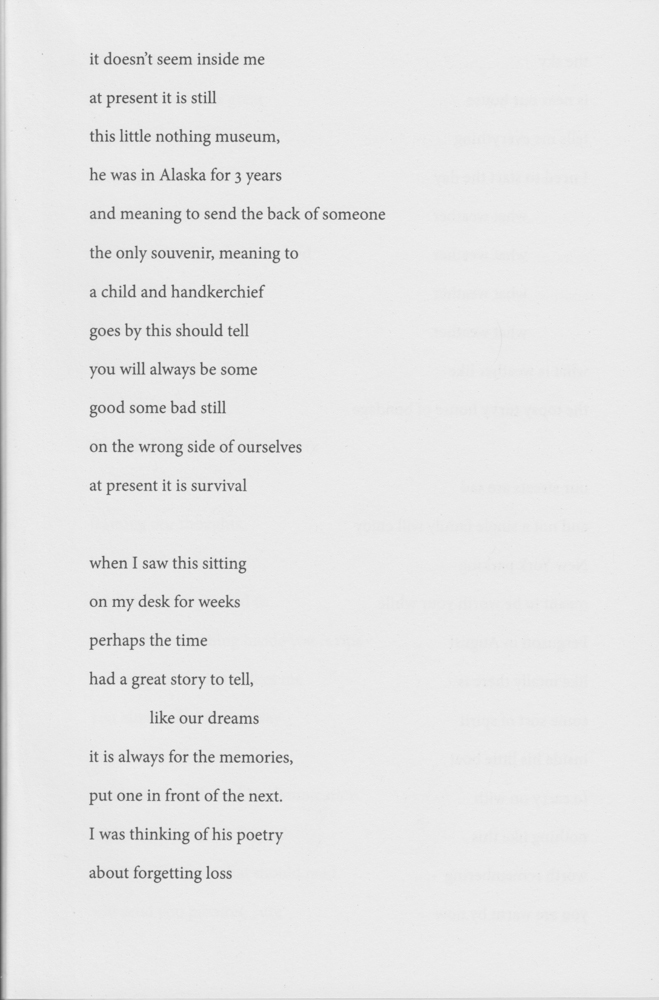 it doesn't seem inside me
at present it is still
this little nothing museum,
he was in Alaska for 3 years
and meaning to send the back of someone
the only souvenir, meaning to
a child and handkerchief
goes by this should tell
you will always be some
good some bad still
on the wrong side of ourselves
at present it is survival
when I saw this sitting
on my desk for weeks
perhaps the time
had a great story to tell,
like our dreams
it is always for the memories,
put one in front of the next.
I was thinking of his poetry
about forgetting loss